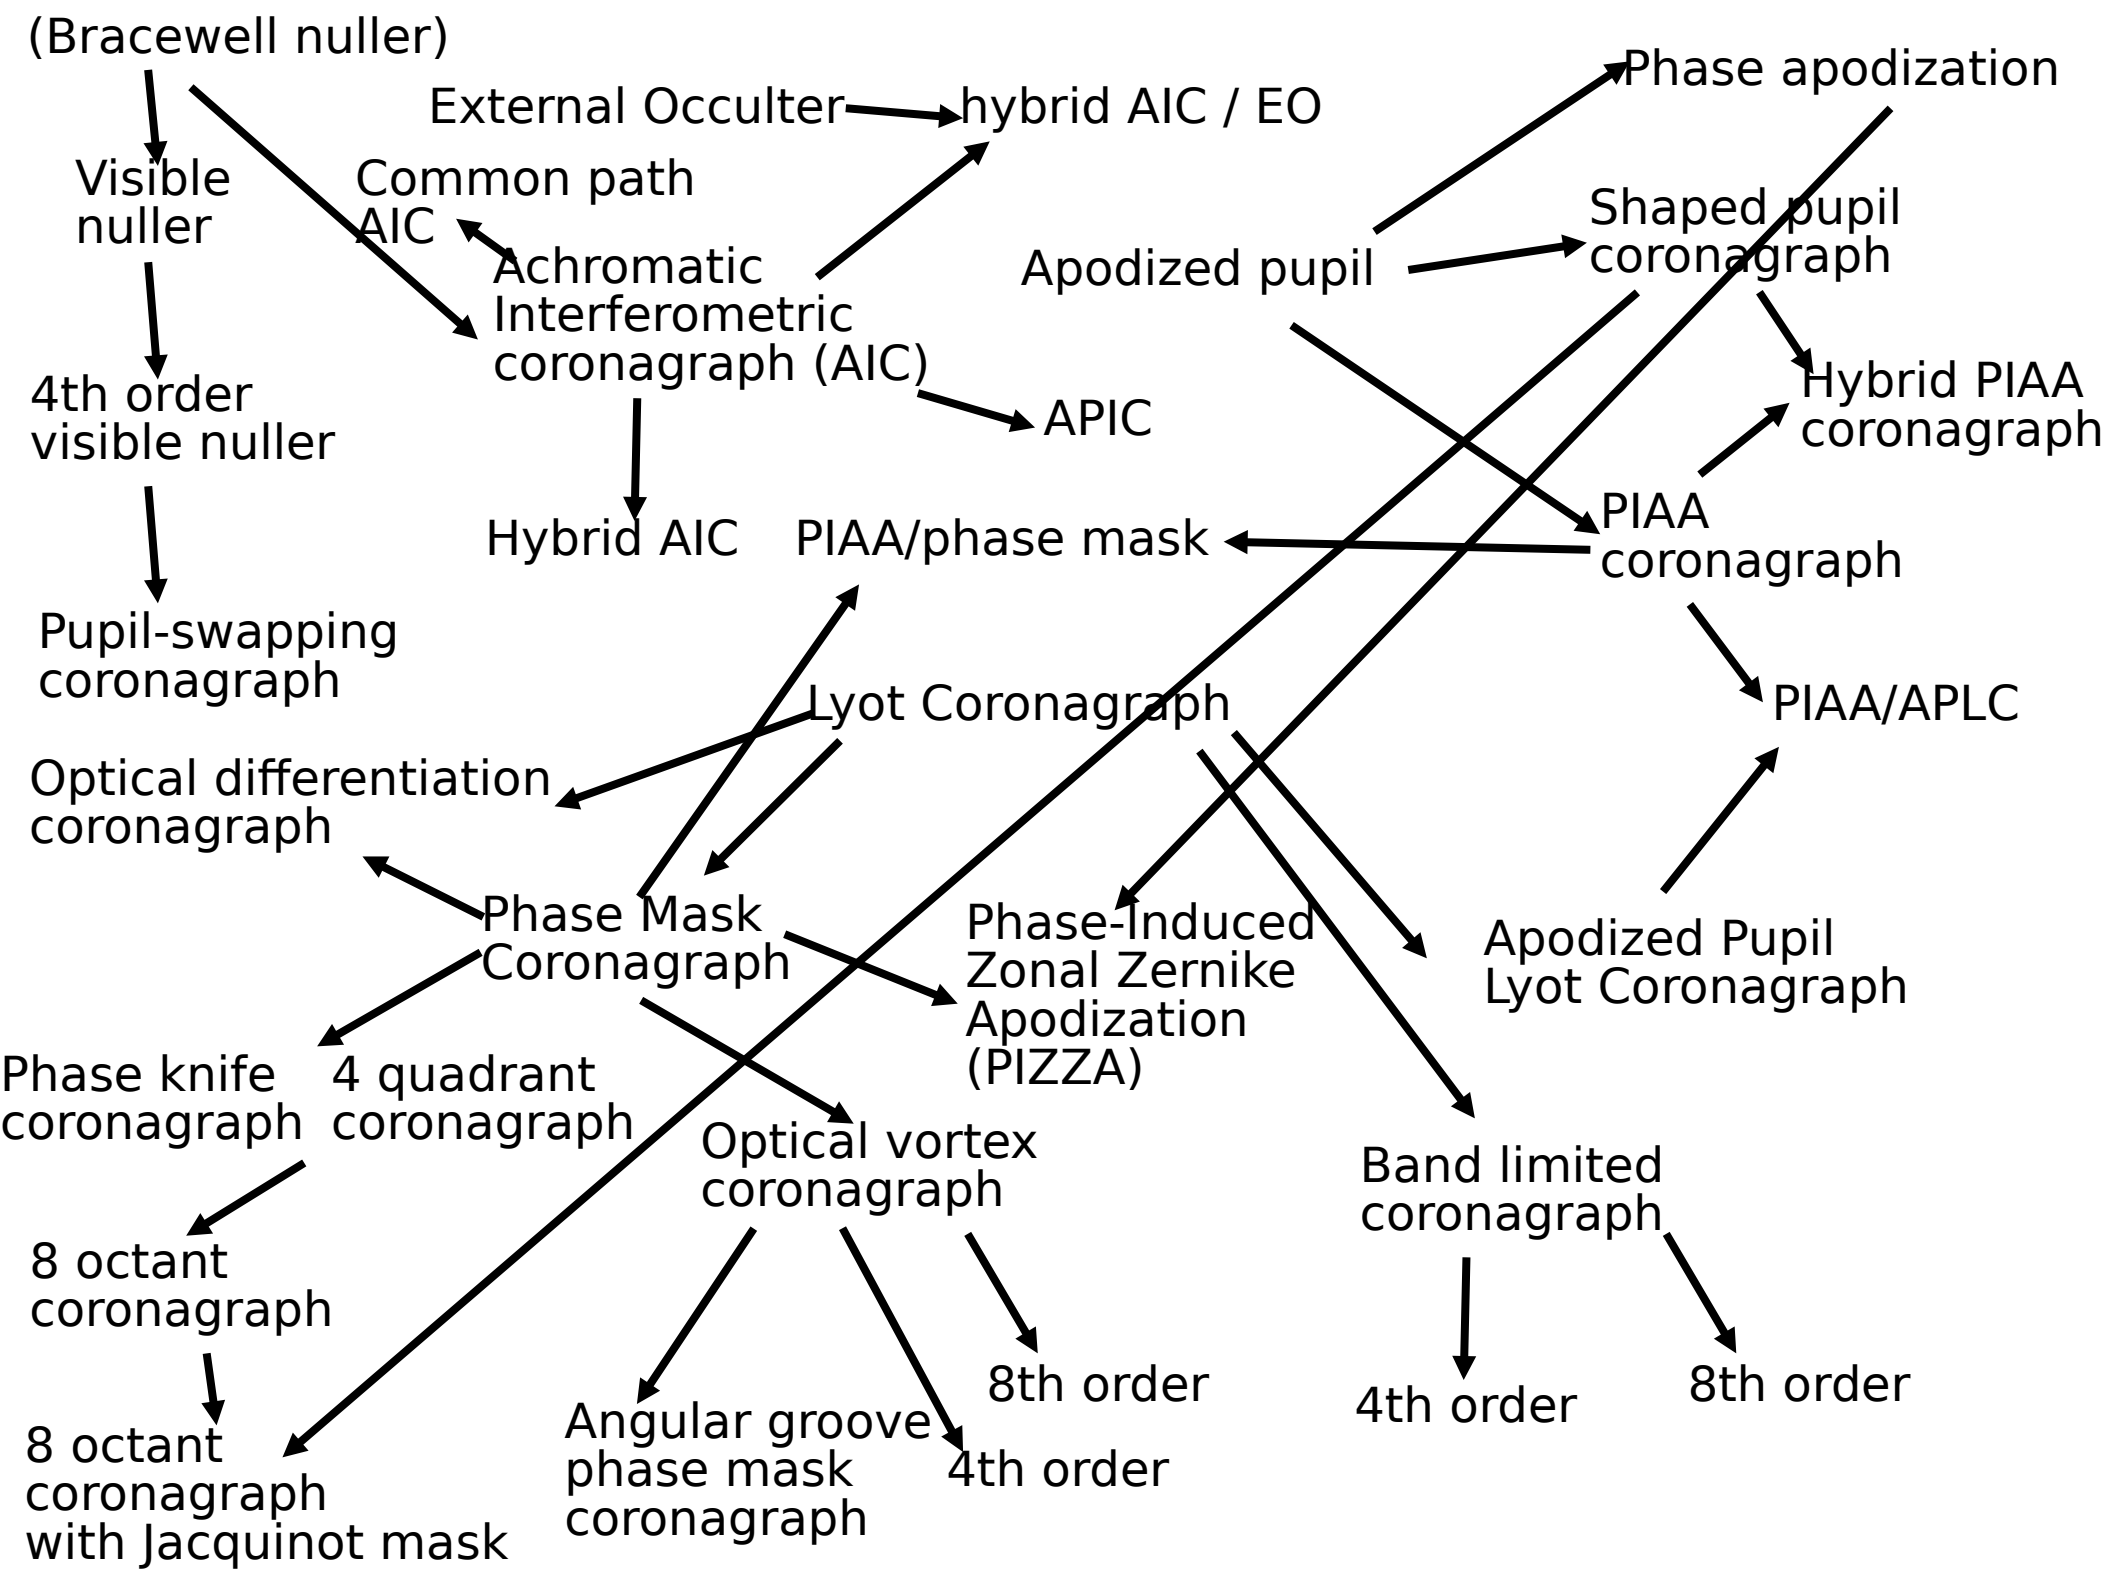 (Bracewell nuller)
Phase apodization
External Occulter
hybrid AIC / EO
Visible
nuller
Common path
AIC
Shaped pupil
coronagraph
Achromatic
Interferometric
coronagraph (AIC)
Apodized pupil
4th order
visible nuller
APIC
Hybrid PIAA
coronagraph
Hybrid AIC
PIAA/phase mask
PIAA
coronagraph
Pupil-swapping
coronagraph
Lyot Coronagraph
PIAA/APLC
Optical differentiation
coronagraph
Phase Mask
Coronagraph
Phase-Induced
Zonal Zernike
Apodization
(PIZZA)
Apodized Pupil
Lyot Coronagraph
Phase knife
coronagraph
4 quadrant
coronagraph
Optical vortex
coronagraph
Band limited
coronagraph
8 octant
coronagraph
8th order
4th order
8th order
Angular groove
phase mask
coronagraph
4th order
8 octant
coronagraph
with Jacquinot mask